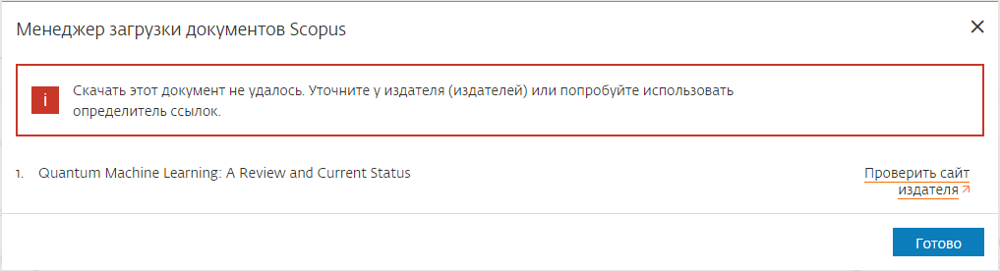 Менеджер загрузки документов Scopus
Скачать этот документ не удалось. Уточните у издателя (издателей) или попробуйте использовать
определитель ссылок.
1. Quantum Machine Learning: A Review and Current Status
Проверить сайт
издателя
Готово